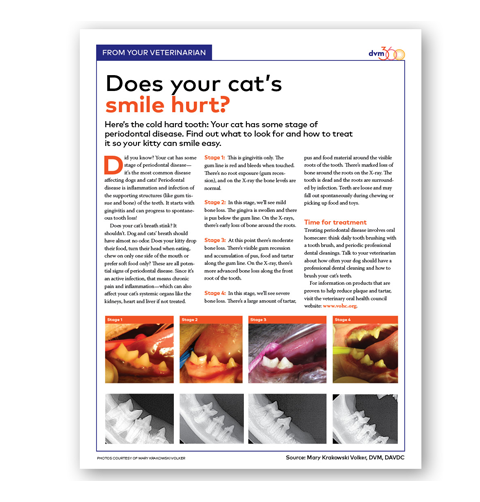 FROM YOUR VETERINARIAN
dvm360
Does your cat's
smile hurt?
Here's the cold hard tooth: Your cat has some stage of
periodontal disease. Find out what to look for and how to treat
it so your kitty can smile easy.
Did you know? Your cat has some
stage of periodontal disease—
it's the most common disease
affecting dogs and cats! Periodontal
disease is inflammation and infection of
the supporting structures (like gum tis-
sue and bone) of the teeth. It starts with
gingivitis and can progress to spontane-
ous tooth loss!
Does your cat's breath stink? It
shouldn't. Dog and cats' breath should
have almost no odor. Does your kitty drop
their food, turn their head when eating,
chew on only one side of the mouth or
prefer soft food only? These are all poten-
tial signs of periodontal disease. Since it's
an active infection, that means chronic
pain and inflammation—which can also
affect your cat's systemic organs like the
kidneys, heart and liver if not treated.
Stage 1: This is gingivitis only. The
gum line is red and bleeds when touched.
There's no root exposure (gum reces-
sion), and on the X-ray the bone levels are
normal.
Stage 2: In this stage, we'll see mild
bone loss. The gingiva is swollen and there
is pus below the gum line. On the X-rays,
there's early loss of bone around the roots.
Stage 3: At this point there's moderate
bone loss. There's visible gum recession
and accumulation of pus, food and tartar
along the gum line. On the X-ray, there's
more advanced bone loss along the front
root of the tooth.
Stage 4: In this stage, we'll see severe
bone loss. There's a large amount of tartar,
pus and food material around the visible
roots of the tooth. There's marked loss of
bone around the roots on the X-ray. The
tooth is dead and the roots are surround-
ed by infection. Teeth are loose and may
fall out spontaneously during chewing or
picking up food and toys.
Time for treatment
Treating periodontal disease involves oral
homecare: think daily tooth brushing with
a tooth brush, and periodic professional
dental cleanings. Talk to your veterinarian
about how often your dog should have a
professional dental cleaning and how to
brush your cat's teeth.
For information on products that are
proven to help reduce plaque and tartar,
visit the veterinary oral health council
website: www.vohc.org.
Stage 1
Stage 2
Stage 3
Stage 4
PHOTOS COURTESY OF MARY KRAKOWSKI VOLKER
Source: Mary Krakowski Volker, DVM, DAVDC